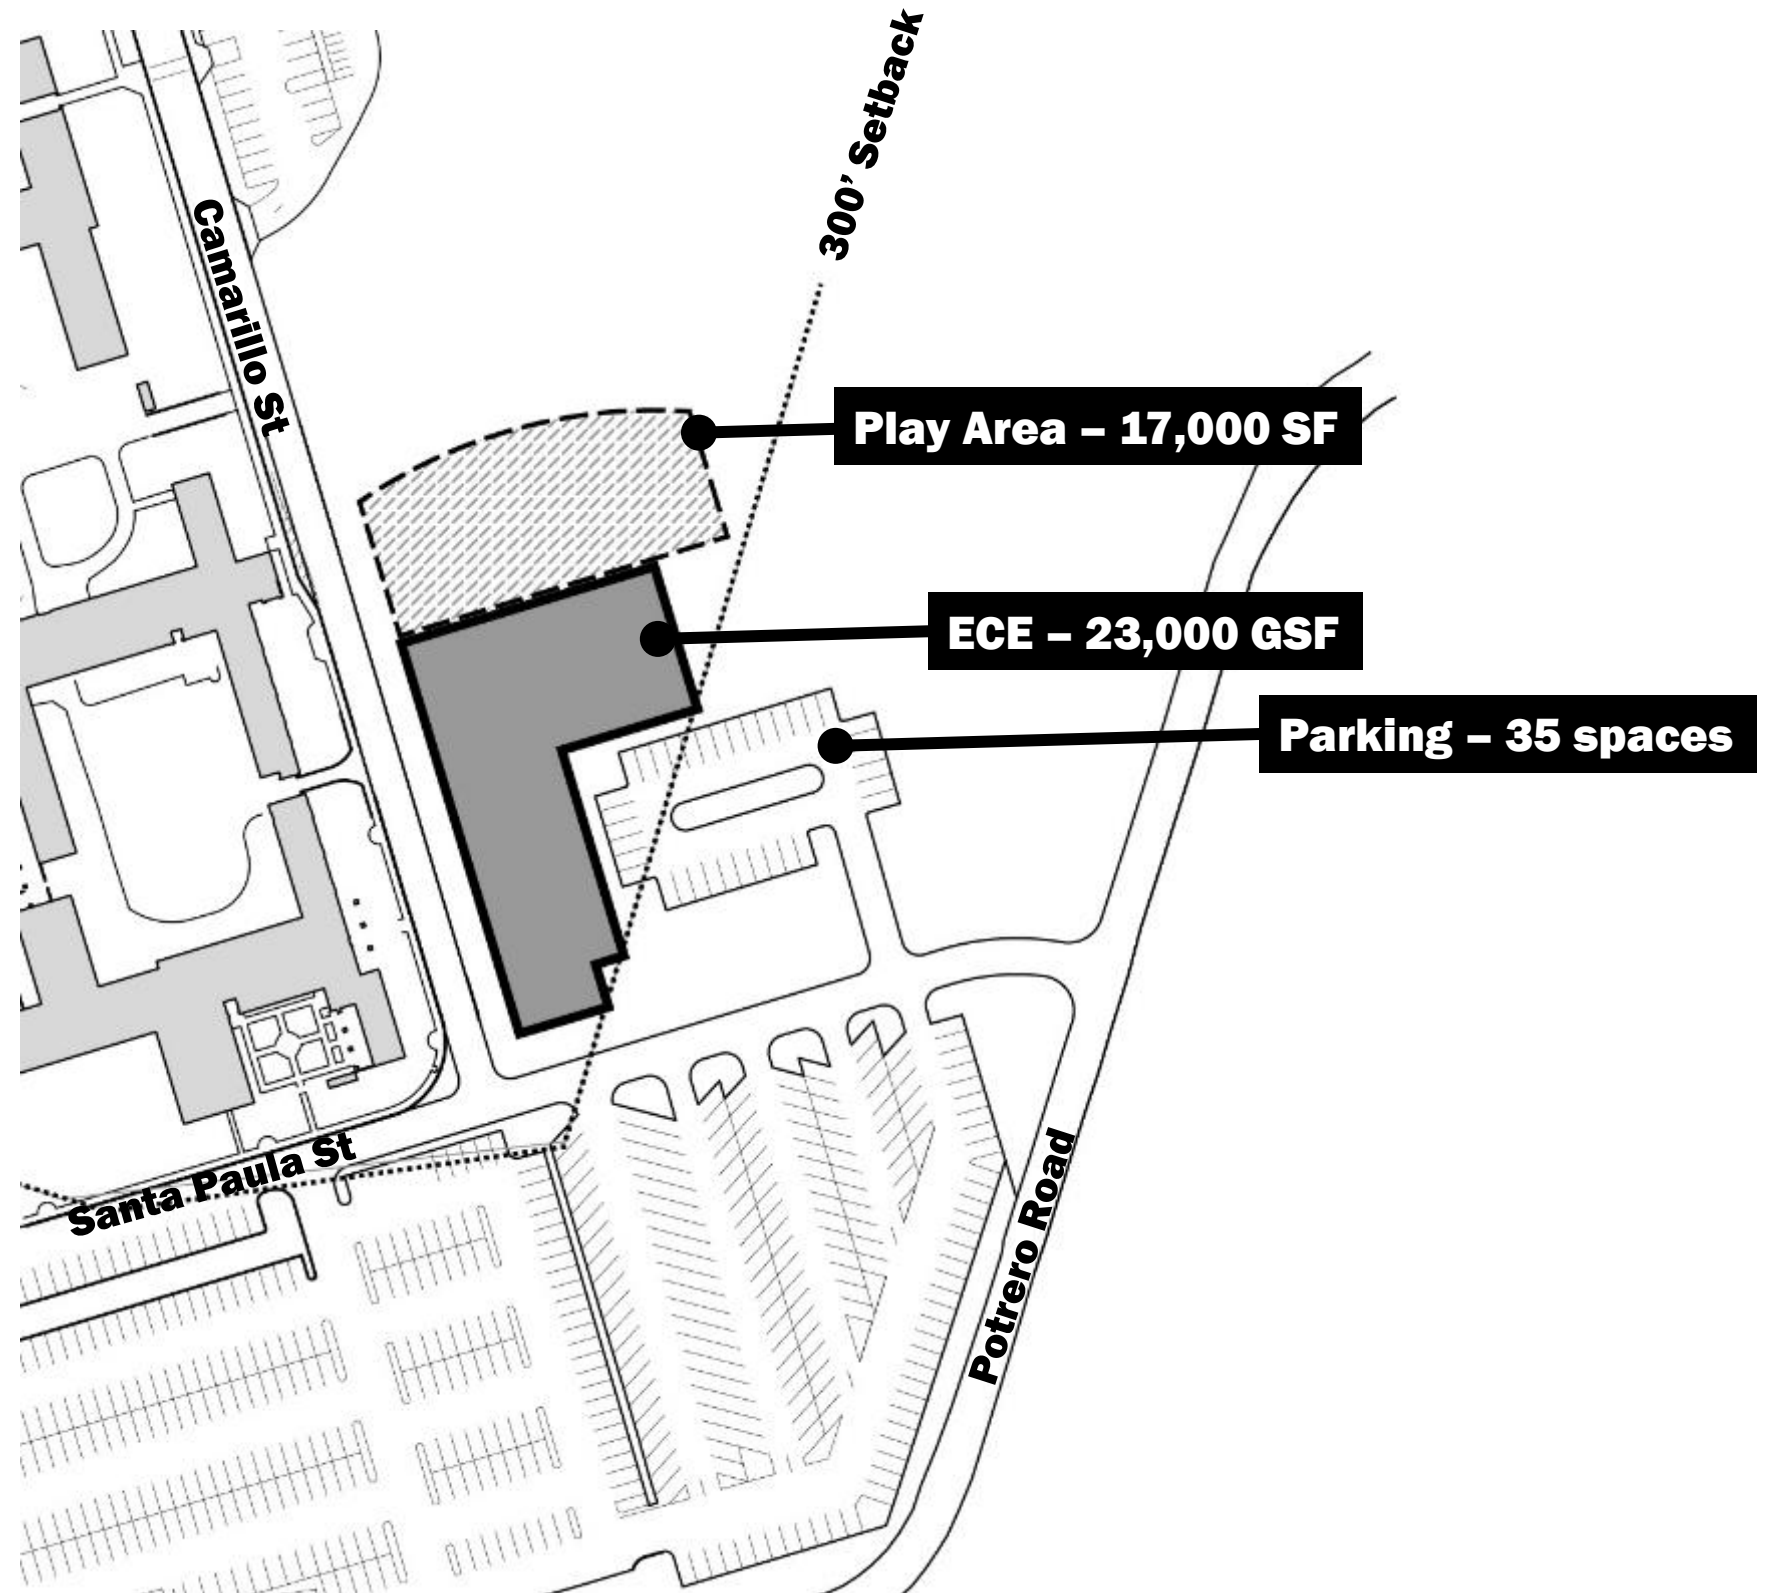 300’ Setback
Camarillo St
Play Area – 17,000 SF
ECE – 23,000 GSF
Parking – 35 spaces
Santa Paula St
Potrero Road